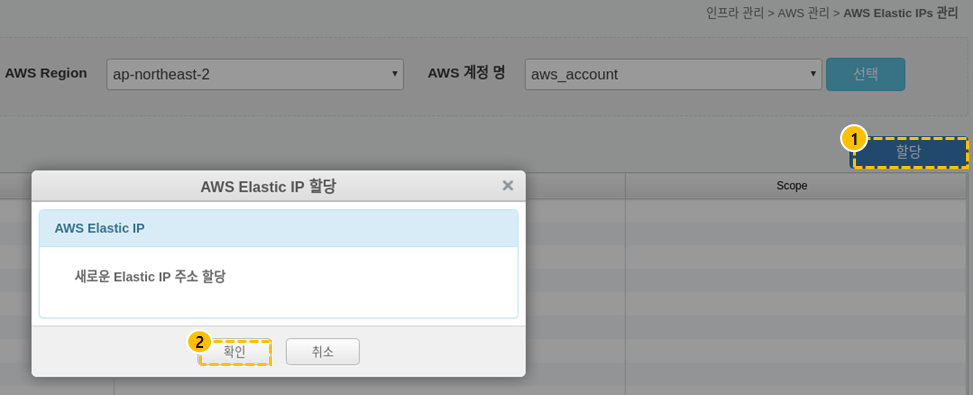 인프라 관리 > AWS 관리 > AWS Elastic IPs 관리
AWS Region ap-northeast-2 AWS 계정 명 aws_account 선택
1 할당
AWS Elastic IP 할당
Scope
AWS Elastic IP
새로운 Elastic IP 주소 할당
2 확인 취소